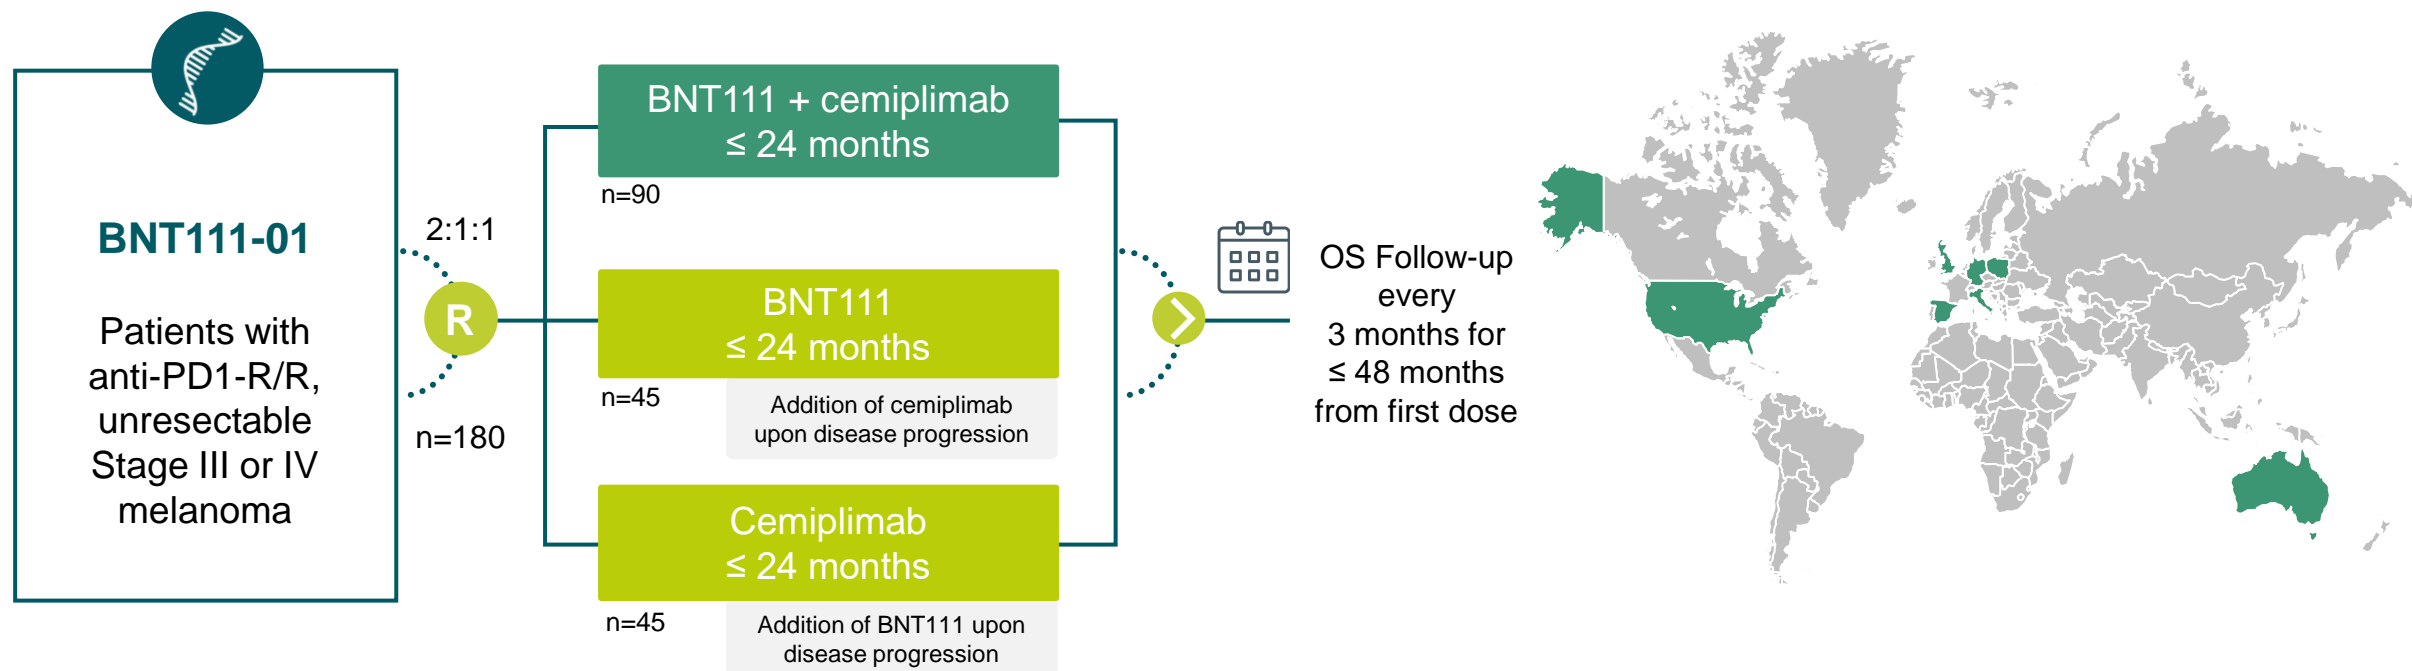 BNT111-01
Patients with
anti-PD1-R/R,
unresectable
Stage III or IV
melanoma
2:1:1
R
n=180
BNT111 + cemiplimab
≤ 24 months
n=90
BNT111
≤ 24 months
n=45
Addition of cemiplimab
upon disease progression
Cemiplimab
≤ 24 months
n=45
Addition of BNT111 upon
disease progression
OS Follow-up
every
3 months for
≤ 48 months
from first dose